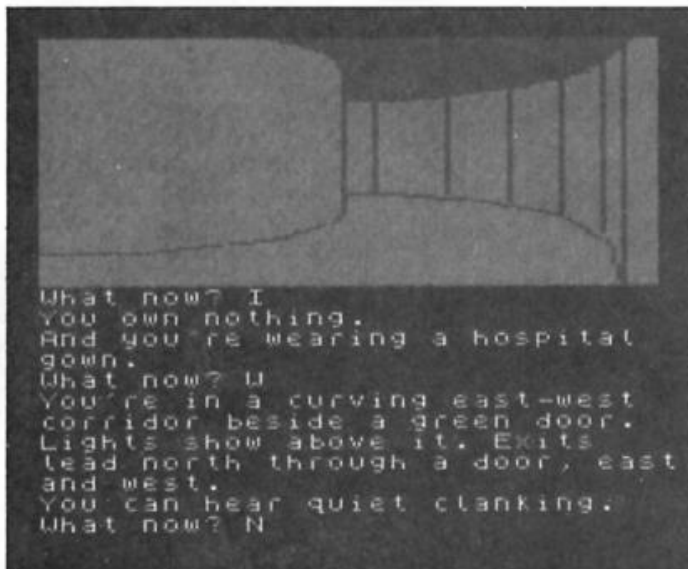 What now? I
You own nothing.
And you're wearing a hospital
gown.
What now? W
You're in a curving east-west
corridor beside a green door.
Lights show above it. Exits
lead north through a door, east
and west.
You can hear quiet clanking.
What now? N